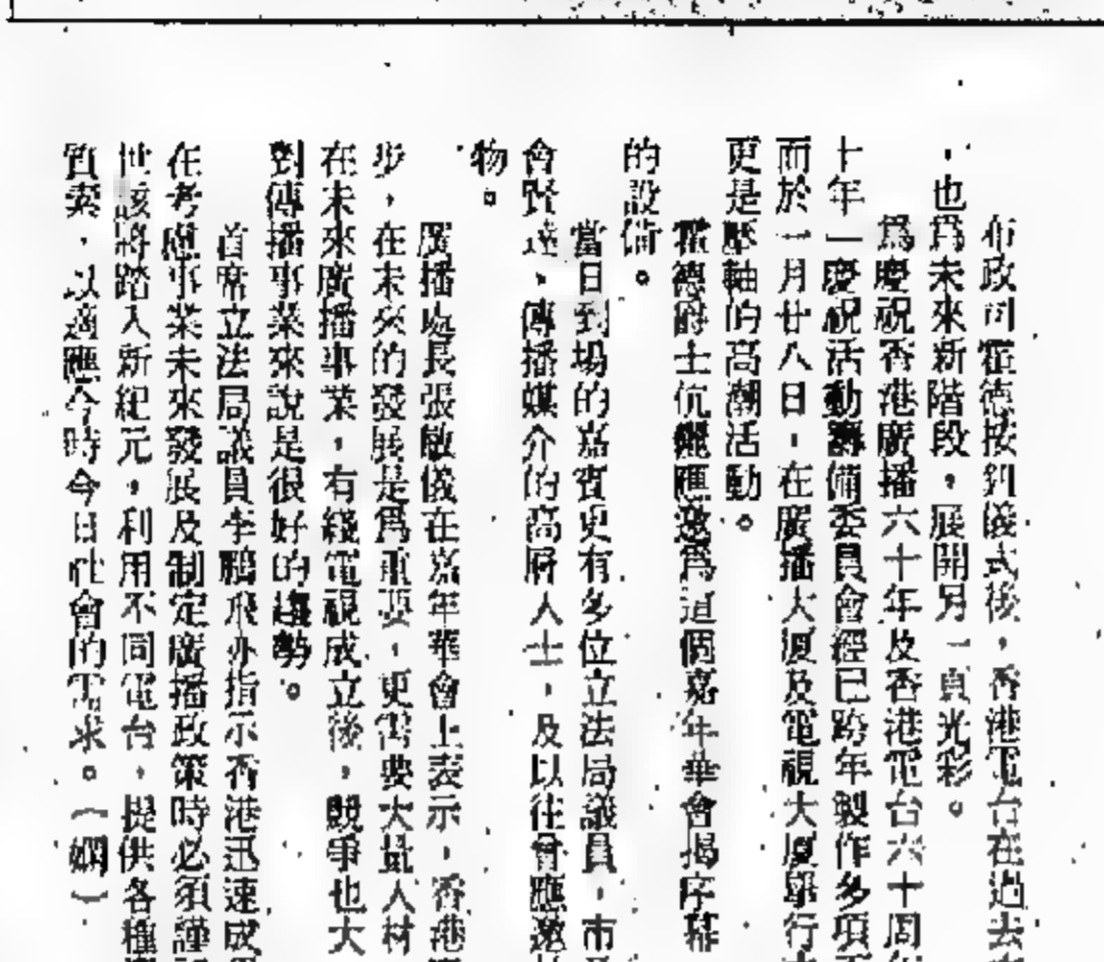 布政司霍德按鈕儀式後，香港電台在過去
，也爲未來新階段，展開另一頁光彩。
爲慶祝香港廣播六十年及香港電台六十周年
十年」慶祝活動籌備委員會經已跨年製作多項
而於一月廿八日，在廣播大廈及電視大廈舉行
更是壓軸的高潮活動。
霍德爵士伉儷應邀爲這個嘉年華會揭序幕
的設備。
當日到場的嘉賓更有多位立法局議員，市
會賢達，傳播媒介的高層人士，及以往曾應邀
物。
廣播處長張敏儀在嘉年華會上表示，香港
步，在未來的發展是爲重要，更需要大量人材
在未來廣播事業，有綫電視成立後，競爭也大
對傳播事業來說是很好的趨勢。
首席立法局議員李鵬飛亦指示香港迅速成
在考慮事業未來發展及制定廣播政策時必須謹
世該將踏入新紀元，利用不同電台，提供各種
質素，以適應今時今日社會的需求。（嫻）